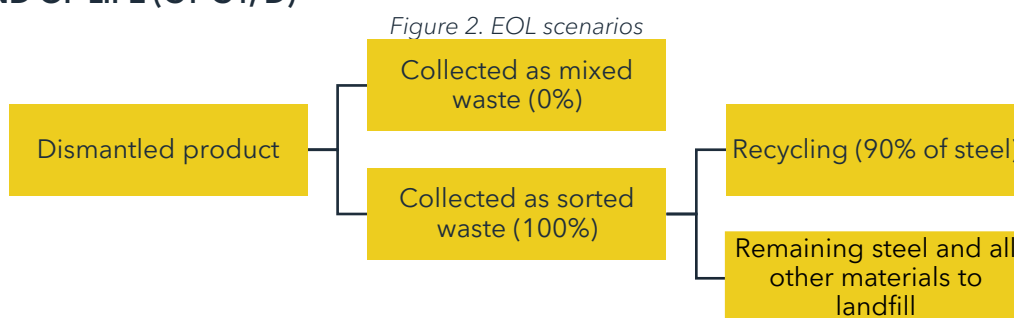 Figure 2. EOL scenarios
Collected as mixed
waste (0%)
Dismantled product
Recycling (90% of steel)
Collected as sorted
waste (100%)
Remaining steel and all
other materials to
landfill